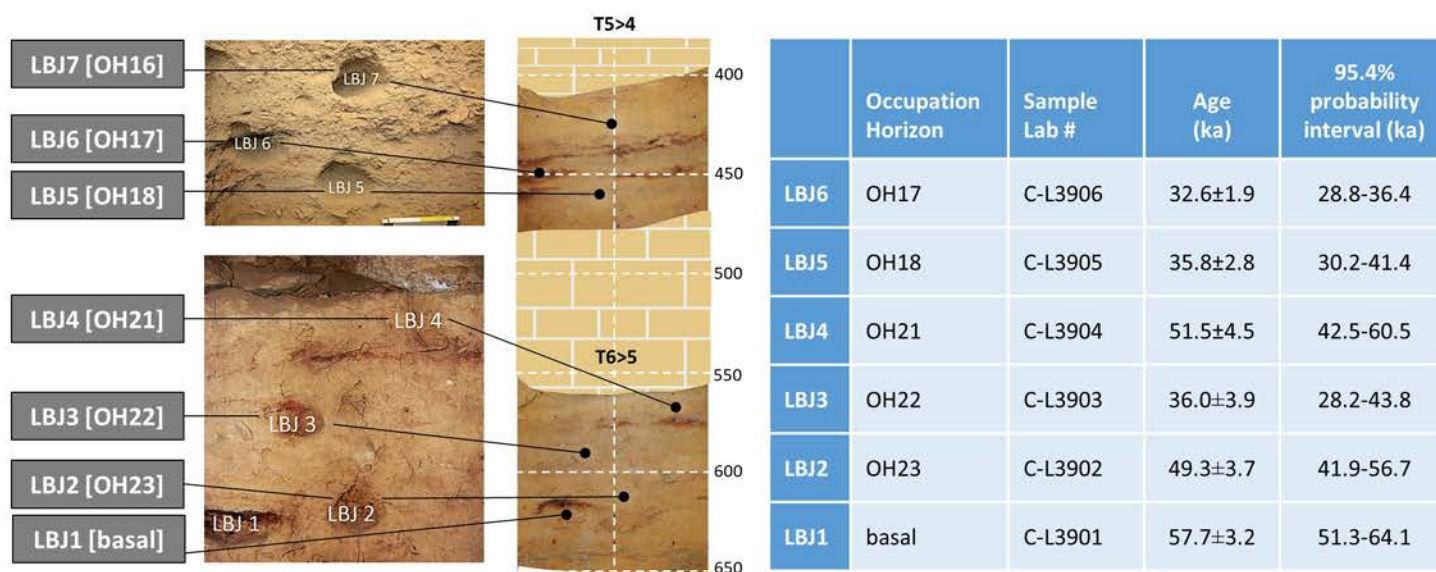 T5>4
LBJ7 [OH16]
LBJ6 [OH17]
LBJ5 [OH18]
LBJ4 [OH21]
LBJ3 [OH22]
LBJ2 [OH23]
LBJ1 [basal]
LBJ 7
LBJ 6
LBJ 5
LBJ 4
LBJ 3
LBJ 2
LBJ 1
400
450
500
T6>5
550
600
650
Occupation Horizon Sample Lab # Age (ka) 95.4% probability interval (ka)
LBJ6 OH17 C-L3906 32.6±1.9 28.8-36.4
LBJ5 OH18 C-L3905 35.8±2.8 30.2-41.4
LBJ4 OH21 C-L3904 51.5±4.5 42.5-60.5
LBJ3 OH22 C-L3903 36.0±3.9 28.2-43.8
LBJ2 OH23 C-L3902 49.3±3.7 41.9-56.7
LBJ1 basal C-L3901 57.7±3.2 51.3-64.1